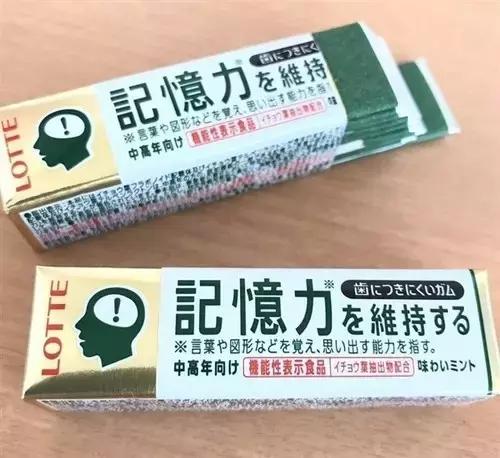 LOTTE
歯につきにく
記憶力※を維持
※言葉や図形などを覚え、思い出す能力を指す。
中高年向け 機能性表示食品 イチョウ葉抽出物配合 味
LOTTE
歯につきにくいガム
記憶力※を維持する
※言葉や図形などを覚え、思い出す能力を指す。
中高年向け 機能性表示食品 イチョウ葉抽出物配合 味わいミント